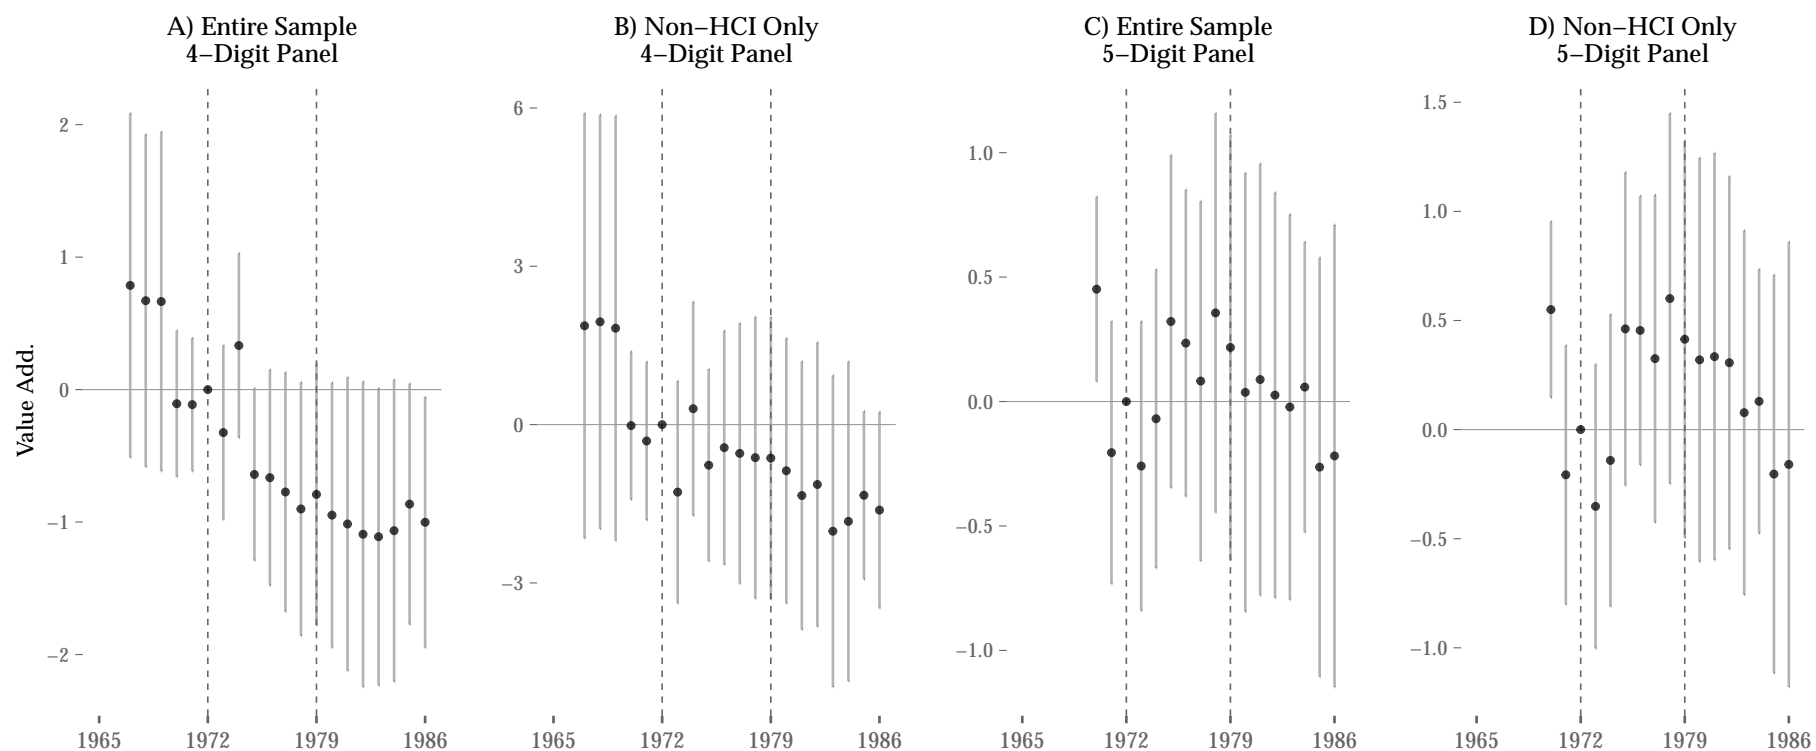 A) Entire Sample
4–Digit Panel
B) Non–HCI Only
4–Digit Panel
C) Entire Sample
5–Digit Panel
D) Non–HCI Only
5–Digit Panel
Value Add.
2
1
0
−1
−2
1965 1972 1979 1986
6
3
0
−3
1965 1972 1979 1986
1.0
0.5
0.0
−0.5
−1.0
1965 1972 1979 1986
1.5
1.0
0.5
0.0
−0.5
−1.0
1965 1972 1979 1986